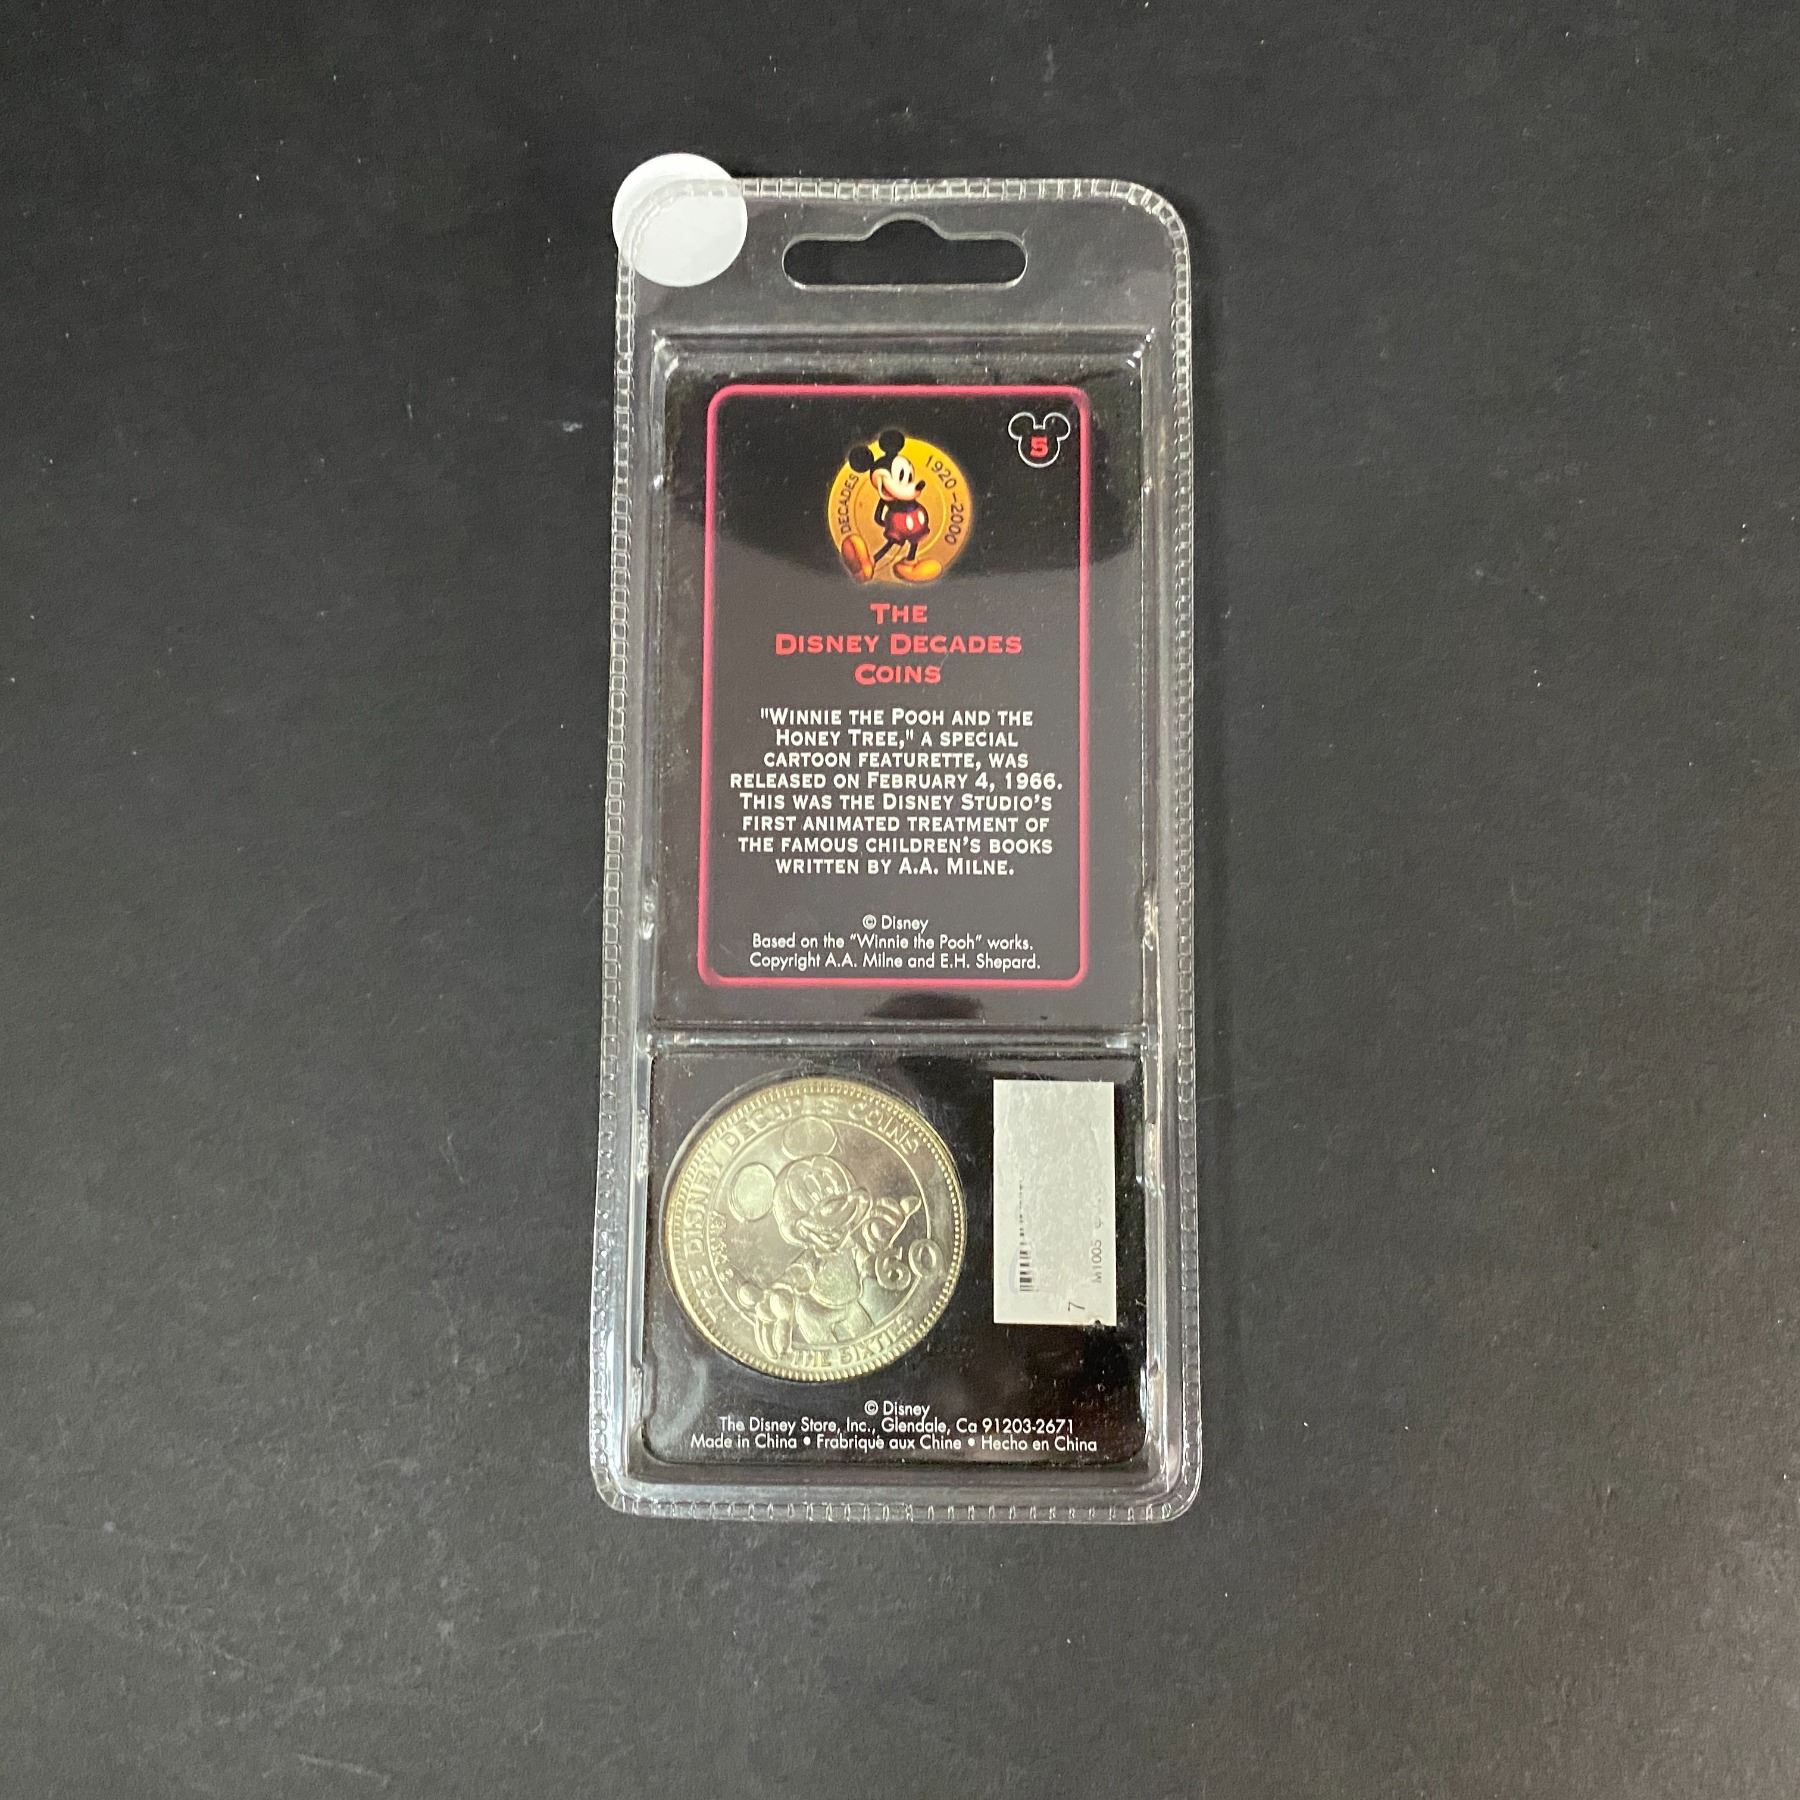 5
DECADES 1920-2000
THE
DISNEY DECADES
COINS
"WINNIE THE POOH AND THE
HONEY TREE," A SPECIAL
CARTOON FEATURETTE, WAS
RELEASED ON FEBRUARY 4, 1966.
THIS WAS THE DISNEY STUDIO'S
FIRST ANIMATED TREATMENT OF
THE FAMOUS CHILDREN'S BOOKS
WRITTEN BY A.A. MILNE.
© Disney
Based on the "Winnie the Pooh" works.
Copyright A.A. Milne and E.H. Shepard.
THE DISNEY DECADES COINS
60
THE
M1005
7
© Disney
The Disney Store, Inc., Glendale, Ca 91203-2671
Made in China • Frabriqué aux Chine • Hecho en China